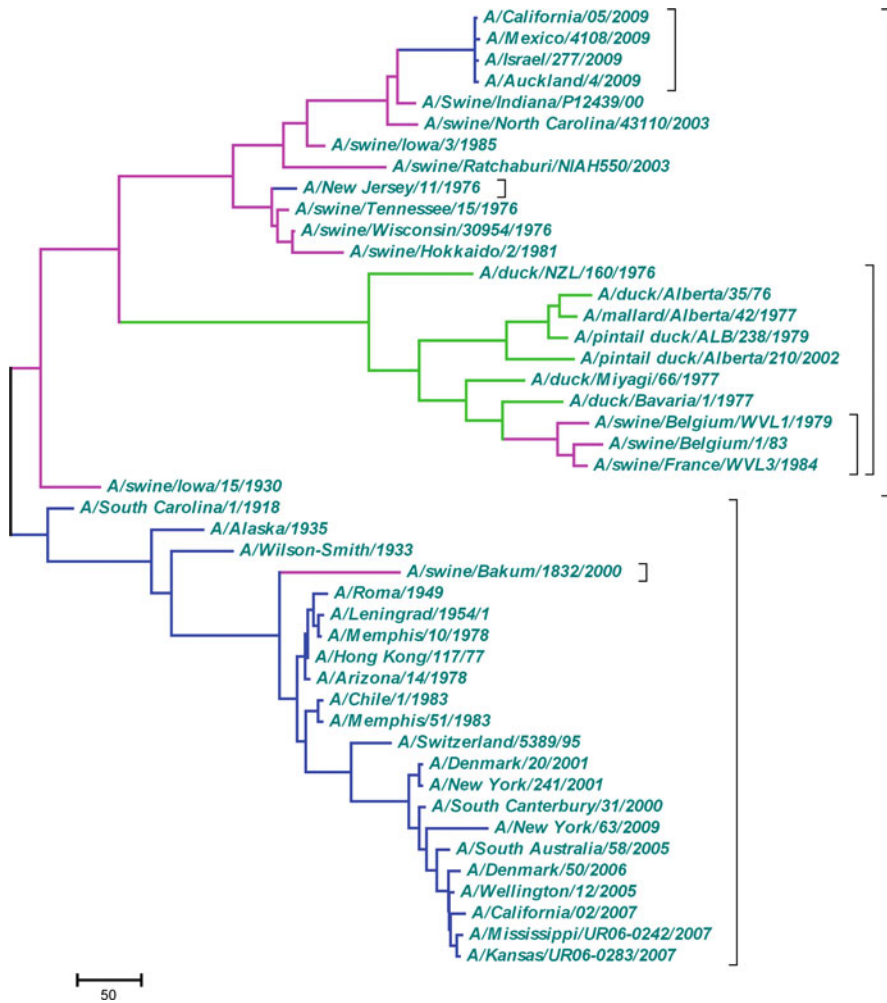 A/California/05/2009
A/Mexico/4108/2009
A/Israel/277/2009
A/Auckland/4/2009
A/Swine/Indiana/P12439/00
A/swine/North Carolina/43110/2003
A/swine/Iowa/3/1985
A/swine/Ratchaburi/NIAH550/2003
A/New Jersey/11/1976
A/swine/Tennessee/15/1976
A/swine/Wisconsin/30954/1976
A/swine/Hokkaido/2/1981
A/duck/NZL/160/1976
A/duck/Alberta/35/76
A/mallard/Alberta/42/1977
A/pintail duck/ALB/238/1979
A/pintail duck/Alberta/210/2002
A/duck/Miyagi/66/1977
A/duck/Bavaria/1/1977
A/swine/Belgium/WVL1/1979
A/swine/Belgium/1/83
A/swine/France/WVL3/1984
A/swine/Iowa/15/1930
A/South Carolina/1/1918
A/Alaska/1935
A/Wilson-Smith/1933
A/swine/Bakum/1832/2000
A/Roma/1949
A/Leningrad/1954/1
A/Memphis/10/1978
A/Hong Kong/117/77
A/Arizona/14/1978
A/Chile/1/1983
A/Memphis/51/1983
A/Switzerland/5389/95
A/Denmark/20/2001
A/New York/241/2001
A/South Canterbury/31/2000
A/New York/63/2009
A/South Australia/58/2005
A/Denmark/50/2006
A/Wellington/12/2005
A/California/02/2007
A/Mississippi/UR06-0242/2007
A/Kansas/UR06-0283/2007
50